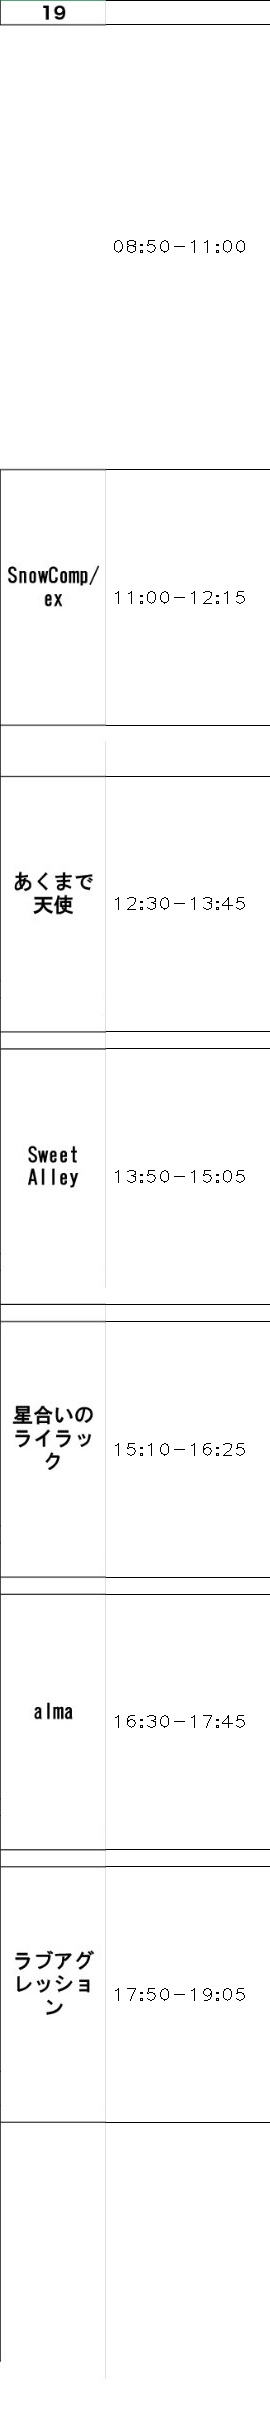 19
08:50-11:00
SnowComp/
ex
11:00-12:15
あくまで
天使
12:30-13:45
Sweet
Alley
13:50-15:05
星合いの
ライラッ
ク
15:10-16:25
alma
16:30-17:45
ラブアグ
レッショ
ン
17:50-19:05